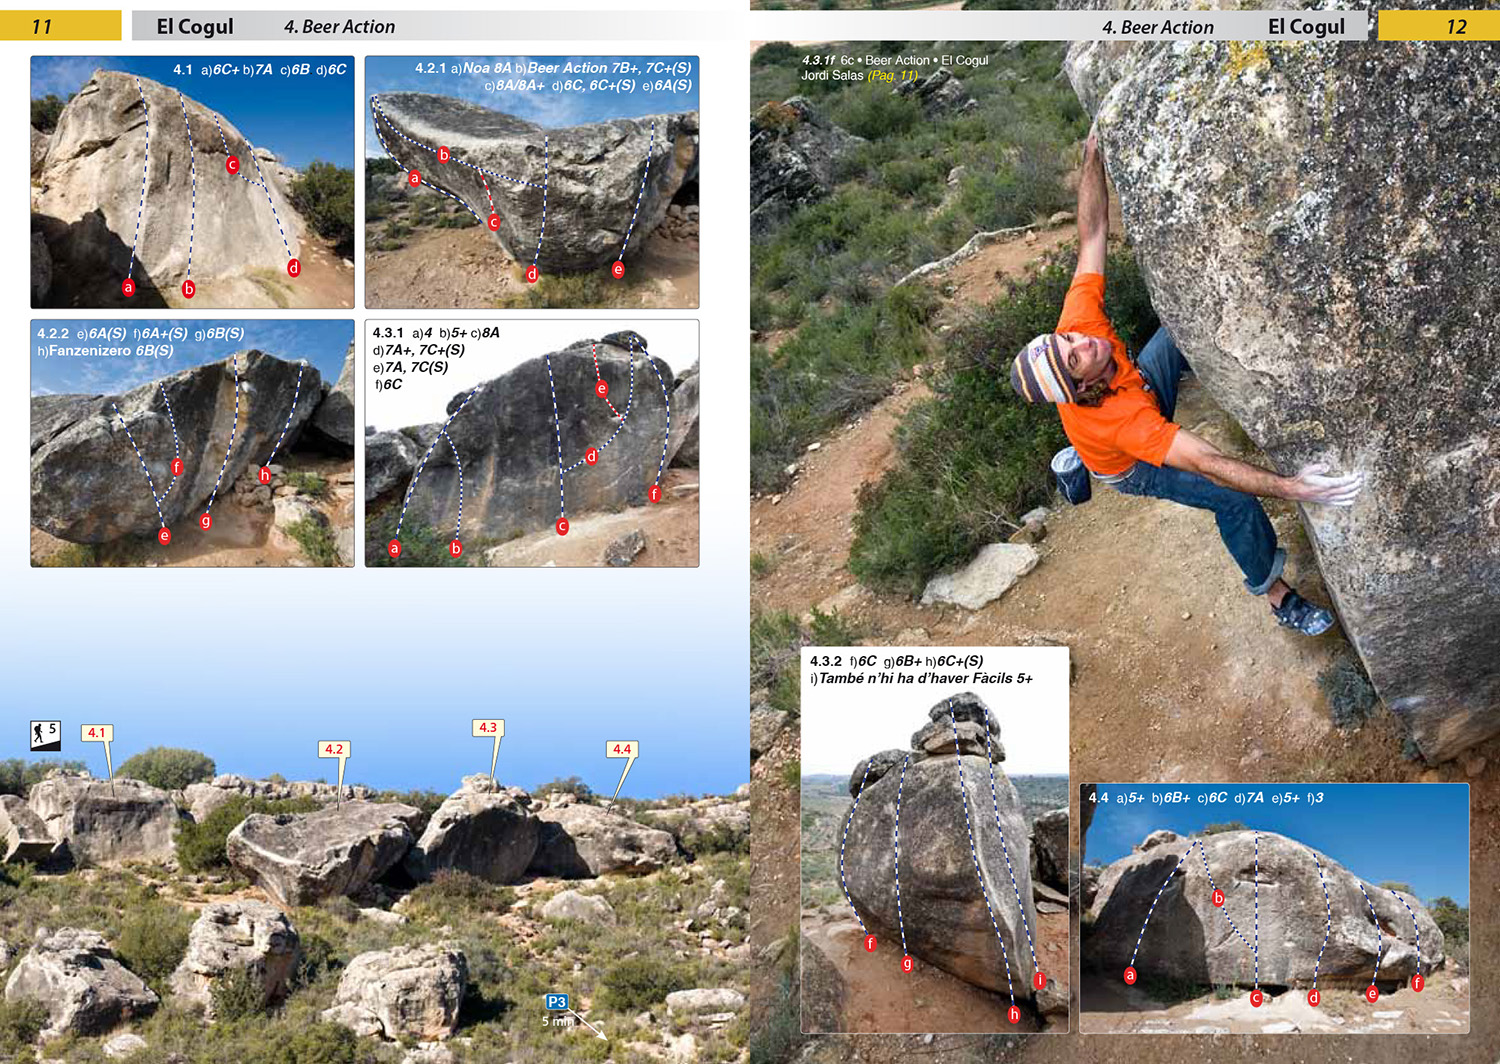 11
El Cogul
4. Beer Action
4.1 a)6C+ b)7A c)6B d)6C
a
b
c
d
4.2.1 a)Noa 8A b)Beer Action 7B+, 7C+(S)
c)8A/8A+ d)6C, 6C+(S) e)6A(S)
b
a
c
d
e
4.2.2 e)6A(S) f)6A+(S) g)6B(S)
h)Fanzenizero 6B(S)
f
h
g
e
4.3.1 a)4 b)5+ c)8A
d)7A+, 7C+(S)
e)7A, 7C(S)
f)6C
e
d
f
c
a
b
5
4.1
4.2
4.3
4.4
P3
5 min
4. Beer Action
El Cogul
12
4.3.1f 6c • Beer Action • El Cogul
Jordi Salas (Pag. 11)
4.3.2 f)6C g)6B+ h)6C+(S)
i)També n'hi ha d'haver Fàcils 5+
f
g
i
h
4.4 a)5+ b)6B+ c)6C d)7A e)5+ f)3
b
a
c
d
e
f